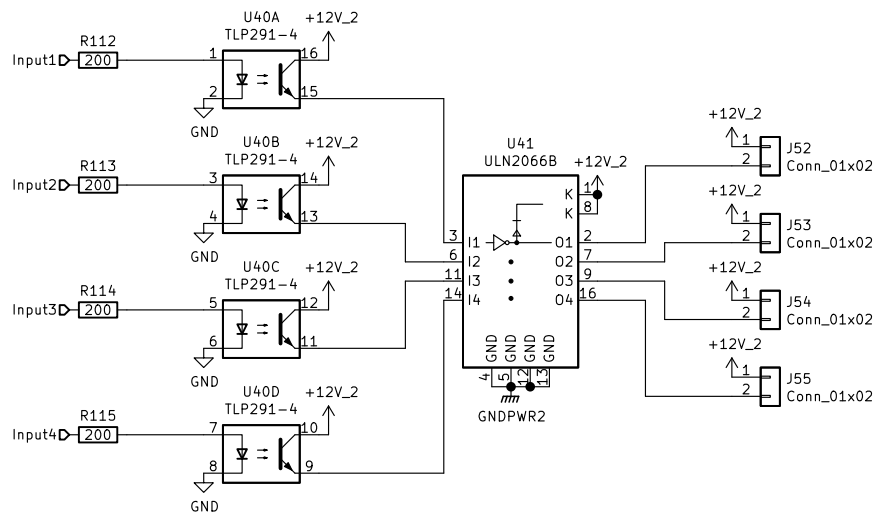 U40A
TLP291-4
+12V_2
R112
Input1
200
1
2
16
15
GND
U40B
TLP291-4
+12V_2
R113
Input2
200
3
4
14
13
GND
U40C
TLP291-4
+12V_2
R114
Input3
200
5
6
12
11
GND
U40D
TLP291-4
+12V_2
R115
Input4
200
7
8
10
9
GND
U41
ULN2066B
+12V_2
K 1
K 8
3 I1
O1 2
6 I2
O2 7
11 I3
O3 9
14 I4
O4 16
GND
GND
GND
GND
4
5
12
13
GNDPWR2
+12V_2
1
2
J52
Conn_01x02
+12V_2
1
2
J53
Conn_01x02
+12V_2
1
2
J54
Conn_01x02
+12V_2
1
2
J55
Conn_01x02